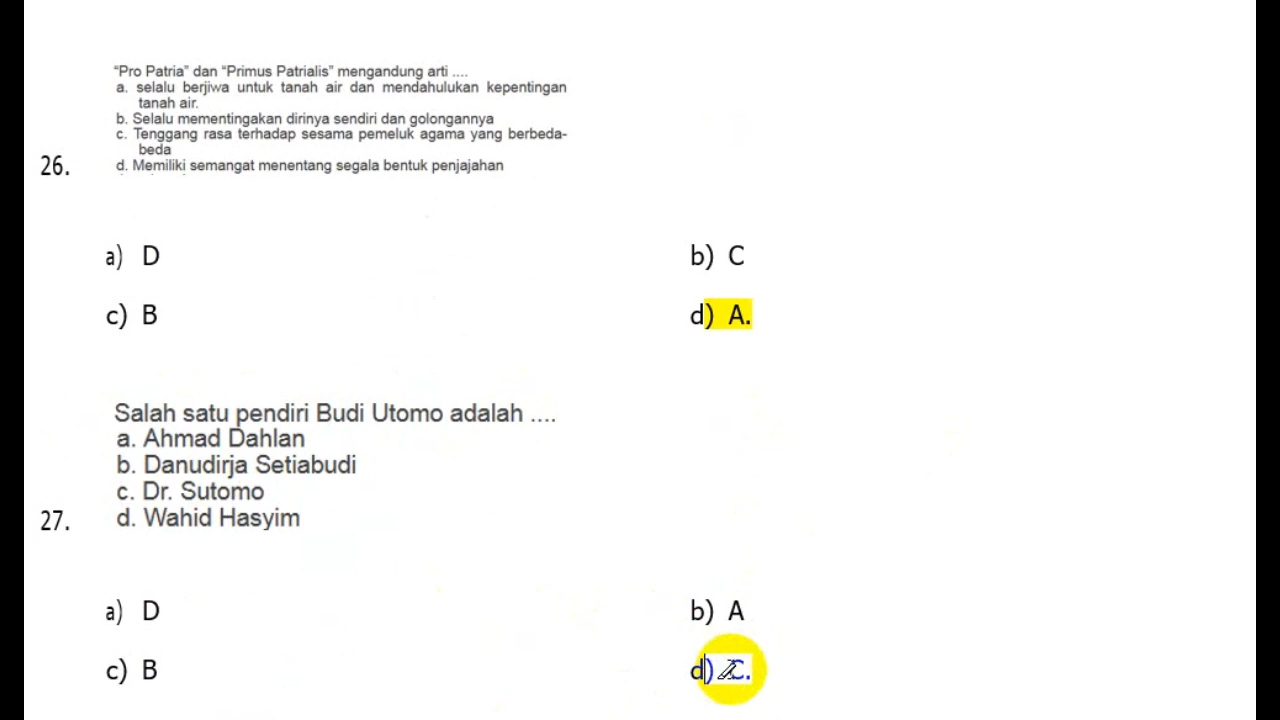 “Pro Patria” dan “Primus Patrialis” mengandung arti ....
a. selalu berjiwa untuk tanah air dan mendahulukan kepentingan
tanah air.
b. Selalu mementingakan dirinya sendiri dan golongannya
c. Tenggang rasa terhadap sesama pemeluk agama yang berbeda-
beda
26. d. Memiliki semangat menentang segala bentuk penjajahan
a) D b) C
c) B d) A.
Salah satu pendiri Budi Utomo adalah ....
a. Ahmad Dahlan
b. Danudirja Setiabudi
c. Dr. Sutomo
27. d. Wahid Hasyim
a) D b) A
c) B d) C.